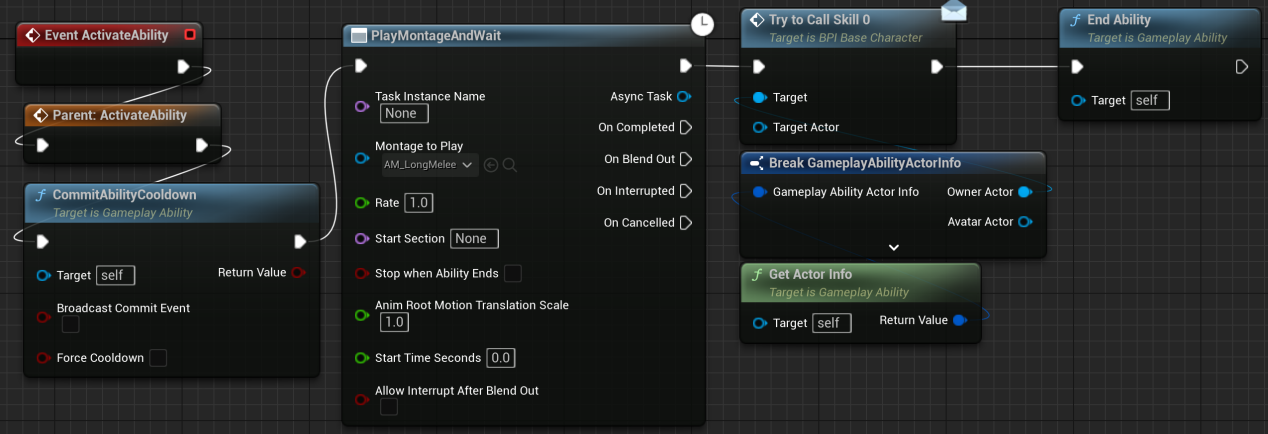 Event ActivateAbility
Parent: ActivateAbility
CommitAbilityCooldown
Target is Gameplay Ability
Target self
Return Value
Broadcast Commit Event
Force Cooldown
PlayMontageAndWait
Task Instance Name
None
Async Task
On Completed
Montage to Play
AM_LongMelee
On Blend Out
On Interrupted
Rate 1.0
On Cancelled
Start Section None
Stop when Ability Ends
Anim Root Motion Translation Scale
1.0
Start Time Seconds 0.0
Allow Interrupt After Blend Out
Try to Call Skill 0
Target is BPI Base Character
Target
Target Actor
Break GameplayAbilityActorInfo
Gameplay Ability Actor Info
Owner Actor
Avatar Actor
Get Actor Info
Target is Gameplay Ability
Target self
Return Value
End Ability
Target is Gameplay Ability
Target self